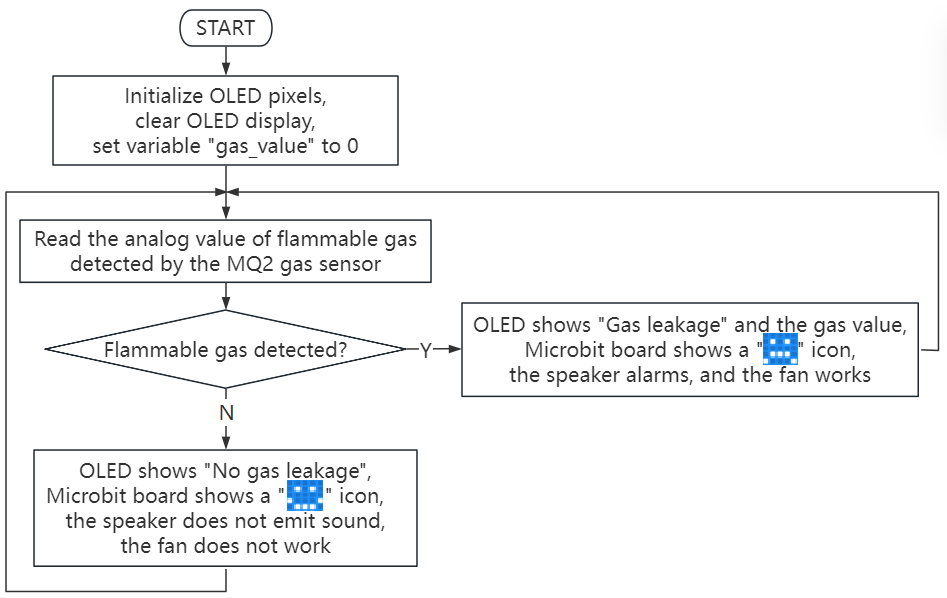 START
Initialize OLED pixels,
clear OLED display,
set variable "gas_value" to 0
Read the analog value of flammable gas
detected by the MQ2 gas sensor
Flammable gas detected?
Y
OLED shows "Gas leakage" and the gas value,
Microbit board shows a " " icon,
the speaker alarms, and the fan works
N
OLED shows "No gas leakage",
Microbit board shows a " " icon,
the speaker does not emit sound,
the fan does not work